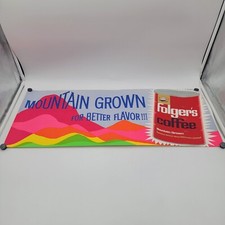 MOUNTAIN GROWN
FOR BETTER FLAVOR!!!
Folger's
coffee